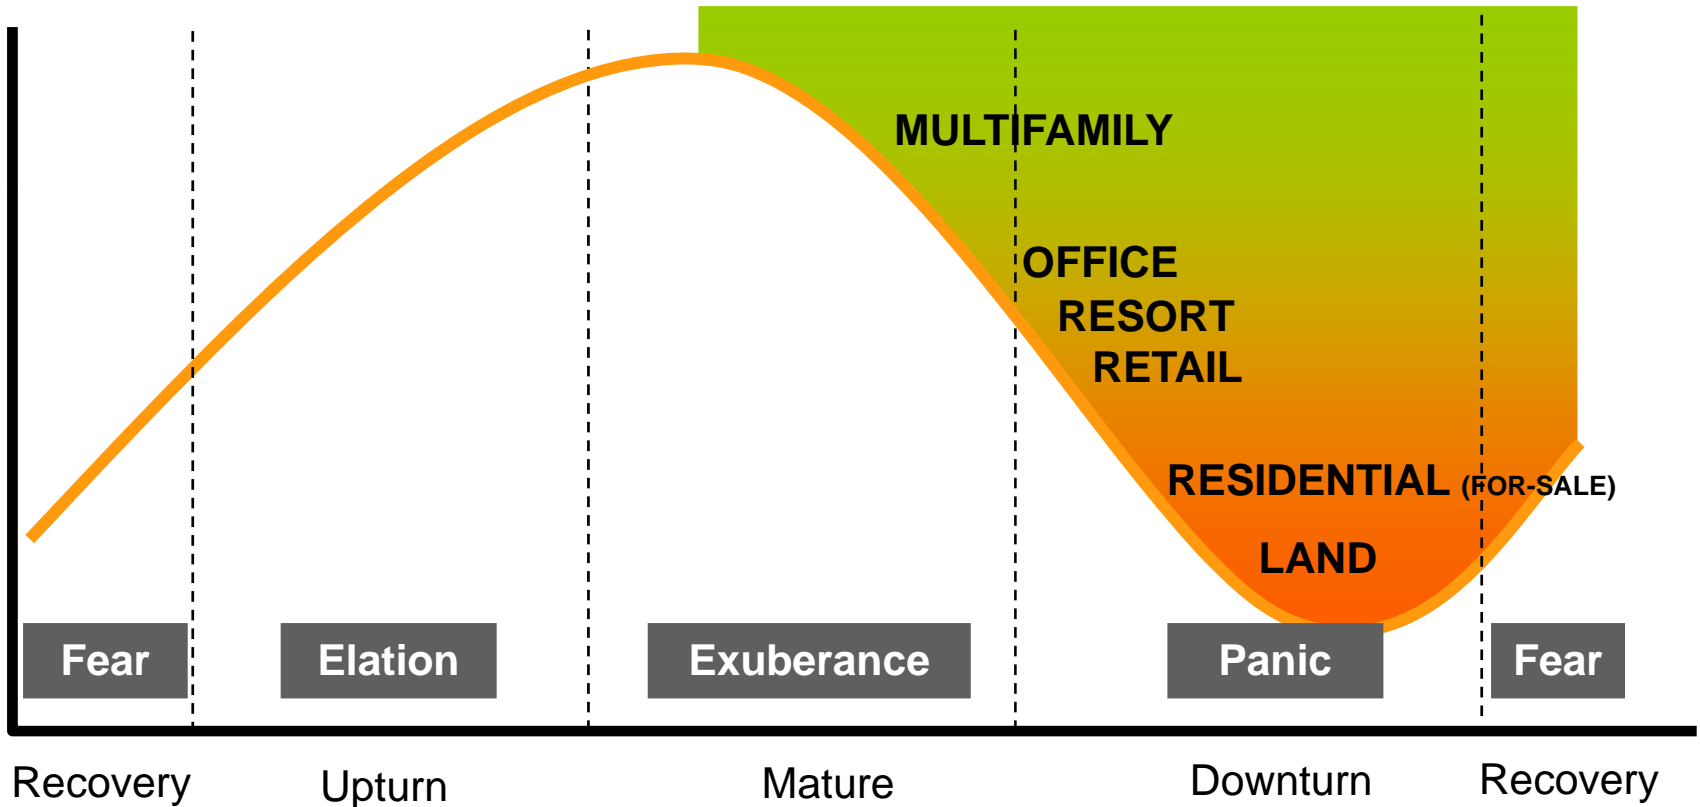 MULTIFAMILY
OFFICE
RESORT
RETAIL
RESIDENTIAL (FOR-SALE)
LAND
Fear
Elation
Exuberance
Panic
Fear
Recovery
Upturn
Mature
Downturn
Recovery